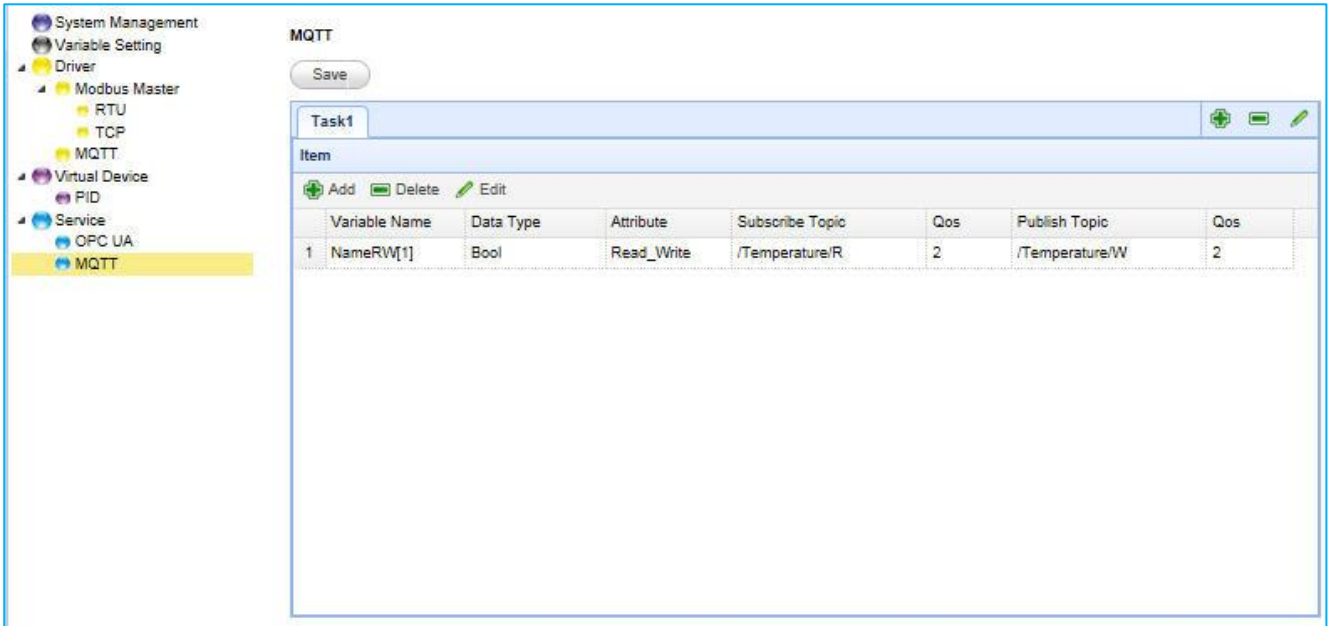 System Management
Variable Setting
Driver
Modbus Master
RTU
TCP
MQTT
Virtual Device
PID
Service
OPC UA
MQTT
MQTT
Save
Task1
Item
Add Delete Edit
Variable Name Data Type Attribute Subscribe Topic Qos Publish Topic Qos
1 NameRW[1] Bool Read_Write /Temperature/R 2 /Temperature/W 2